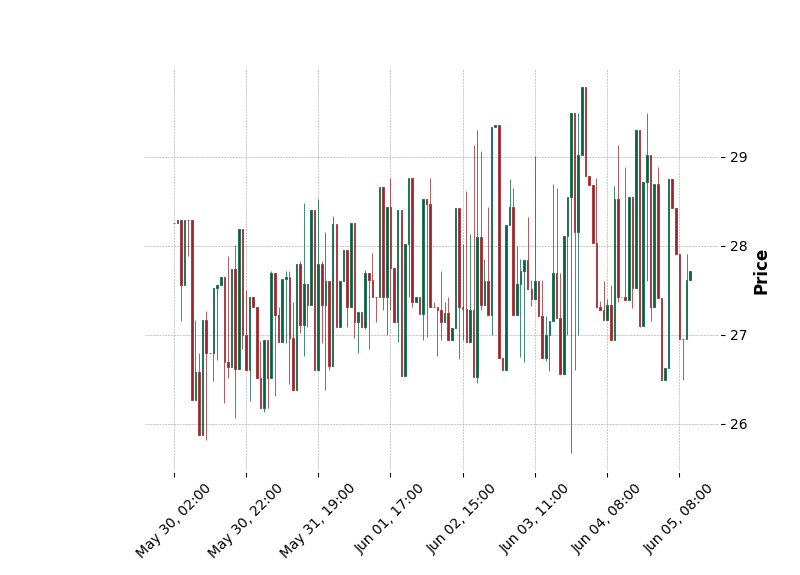 29
28
27
26
Price
May 30, 02:00
May 30, 22:00
May 31, 19:00
Jun 01, 17:00
Jun 02, 15:00
Jun 03, 11:00
Jun 04, 08:00
Jun 05, 08:00